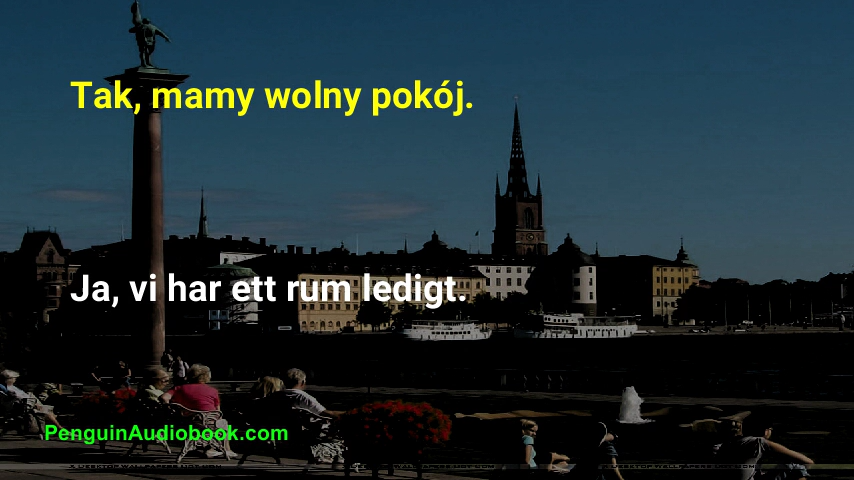 Tak, mamy wolny pokój.
Ja, vi har ett rum ledigt.
PenguinAudiobook.com